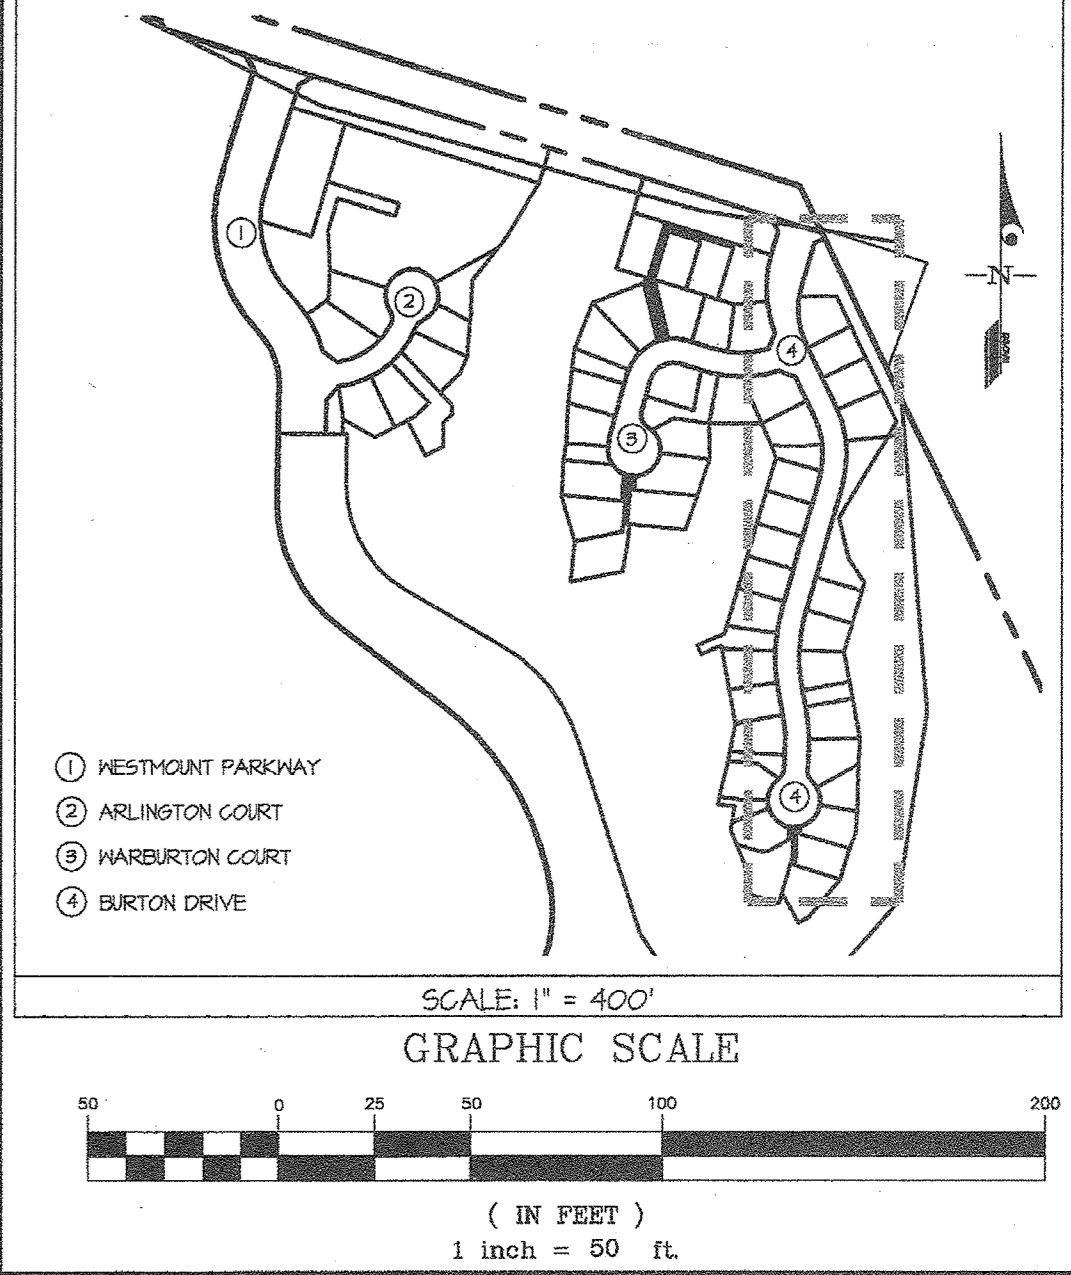 1
2
3
4
4
N
1 WESTMOUNT PARKWAY
2 ARLINGTON COURT
3 WARBURTON COURT
4 BURTON DRIVE
SCALE: 1" = 400'
GRAPHIC SCALE
50 0 25 50 100 200
( IN FEET )
1 inch = 50 ft.